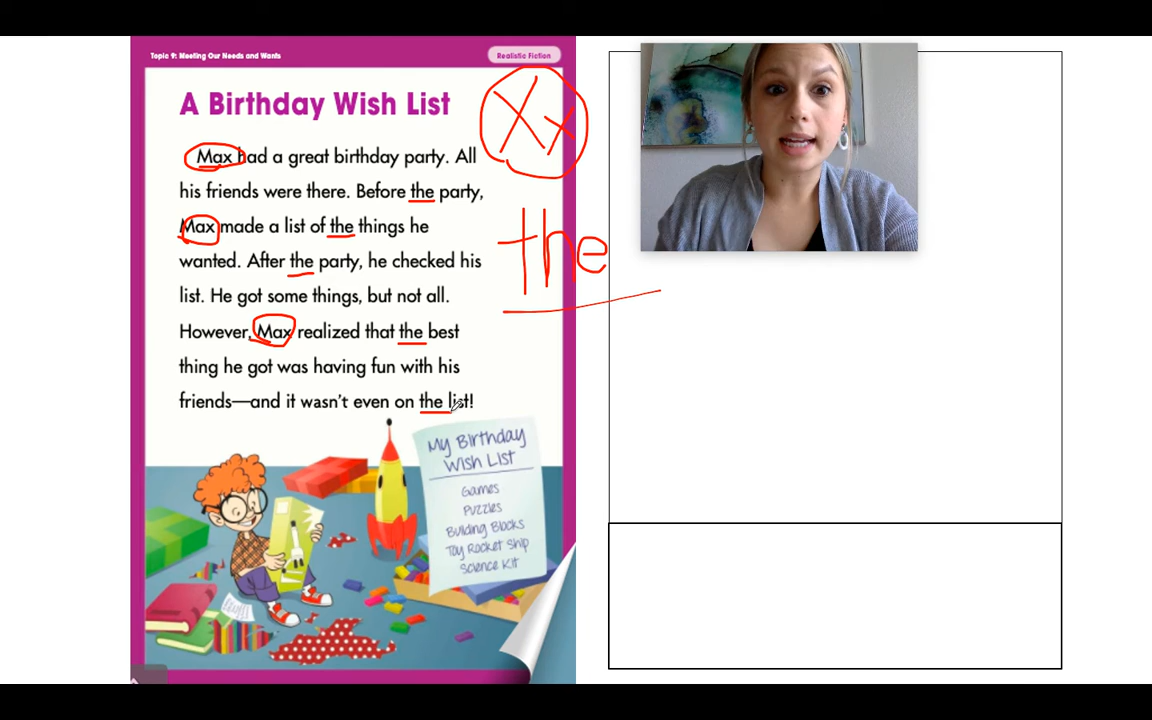 Topic 9: Meeting Our Needs and Wants
Realistic Fiction
A Birthday Wish List
Xx
Max had a great birthday party. All
his friends were there. Before the party,
Max made a list of the things he
wanted. After the party, he checked his
list. He got some things, but not all.
However, Max realized that the best
thing he got was having fun with his
friends—and it wasn't even on the list!
the
My Birthday
Wish List
Games
Puzzles
Building Blocks
Toy Rocket Ship
Science Kit